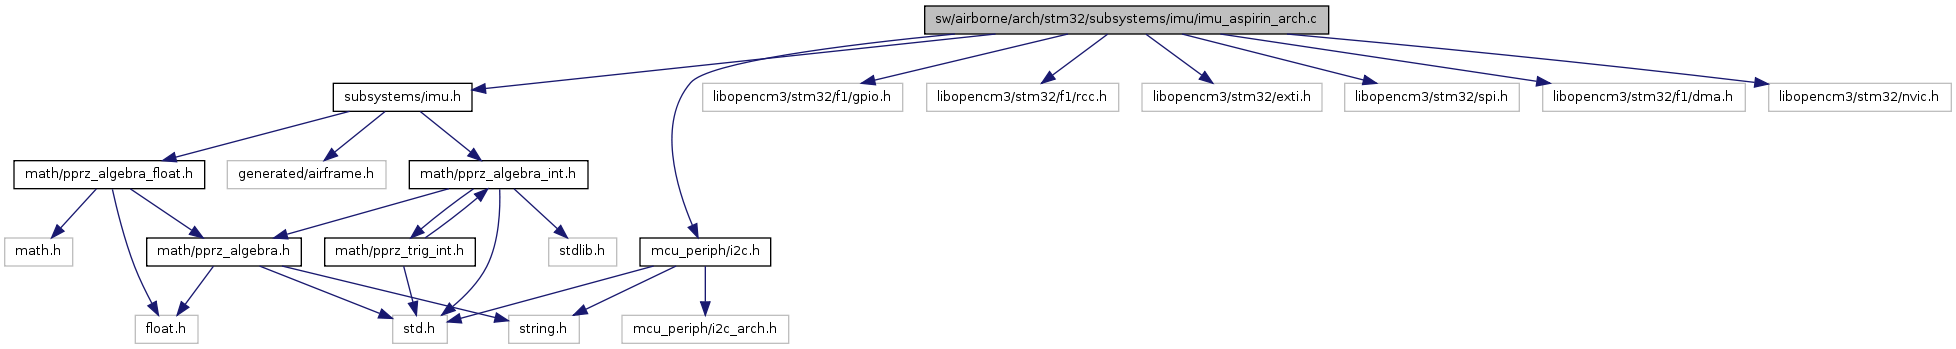 sw/airborne/arch/stm32/subsystems/imu/imu_aspirin_arch.c
subsystems/imu.h
libopencm3/stm32/f1/gpio.h
libopencm3/stm32/f1/rcc.h
libopencm3/stm32/exti.h
libopencm3/stm32/spi.h
libopencm3/stm32/f1/dma.h
libopencm3/stm32/nvic.h
math/pprz_algebra_float.h
generated/airframe.h
math/pprz_algebra_int.h
math.h
math/pprz_algebra.h
math/pprz_trig_int.h
stdlib.h
mcu_periph/i2c.h
float.h
std.h
string.h
mcu_periph/i2c_arch.h